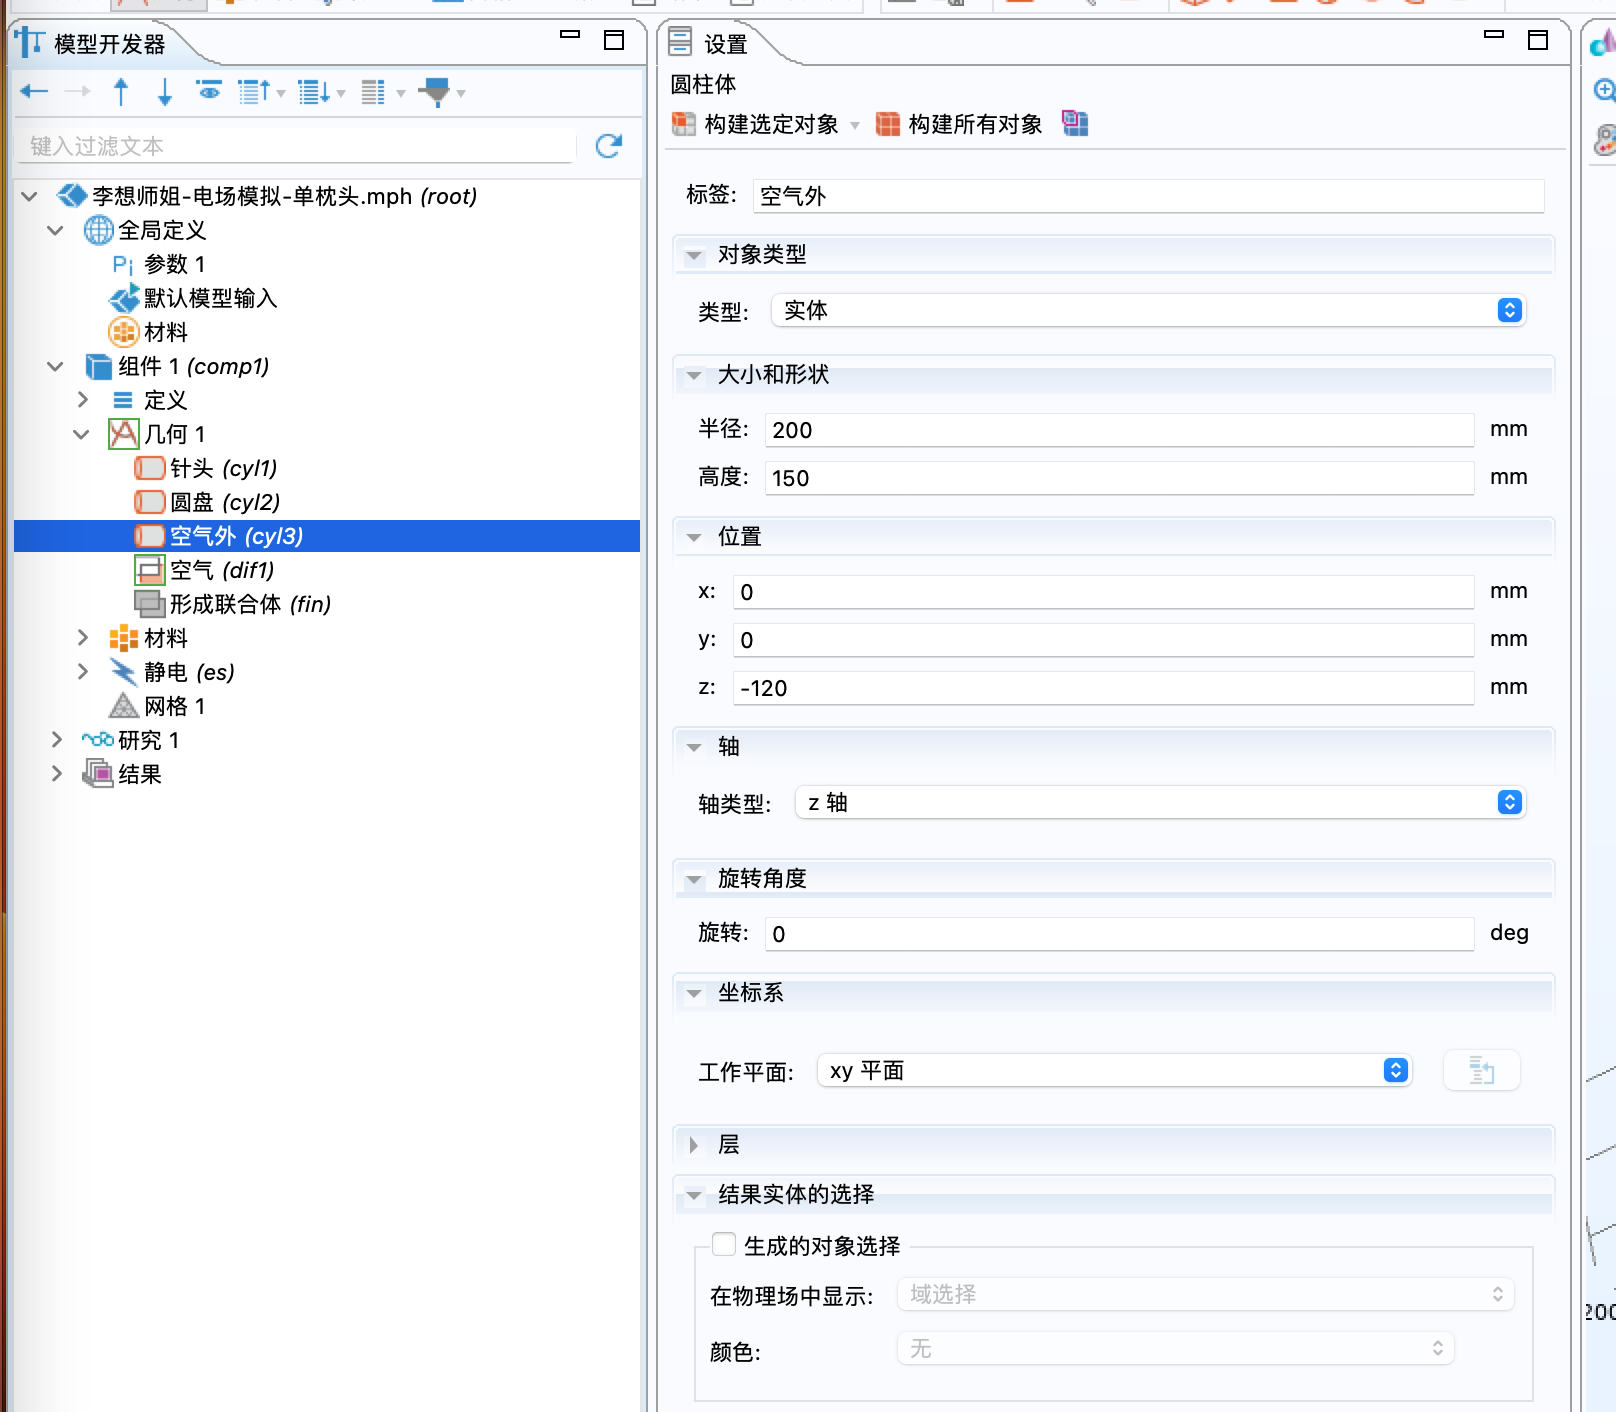 模型开发器
键入过滤文本
李想师姐-电场模拟-单枕头.mph (root)
全局定义
Pi 参数 1
默认模型输入
材料
组件 1 (comp1)
定义
几何 1
针头 (cyl1)
圆盘 (cyl2)
空气外 (cyl3)
空气 (dif1)
形成联合体 (fin)
材料
静电 (es)
网格 1
研究 1
结果
设置
圆柱体
构建选定对象 构建所有对象
标签: 空气外
对象类型
类型: 实体
大小和形状
半径: 200 mm
高度: 150 mm
位置
x: 0 mm
y: 0 mm
z: -120 mm
轴
轴类型: z 轴
旋转角度
旋转: 0 deg
坐标系
工作平面: xy 平面
层
结果实体的选择
生成的对象选择
在物理场中显示: 域选择
颜色: 无
200